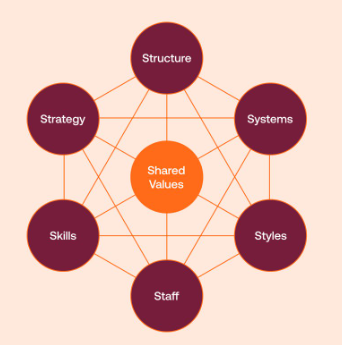 Structure
Strategy
Systems
Shared
Values
Skills
Styles
Staff